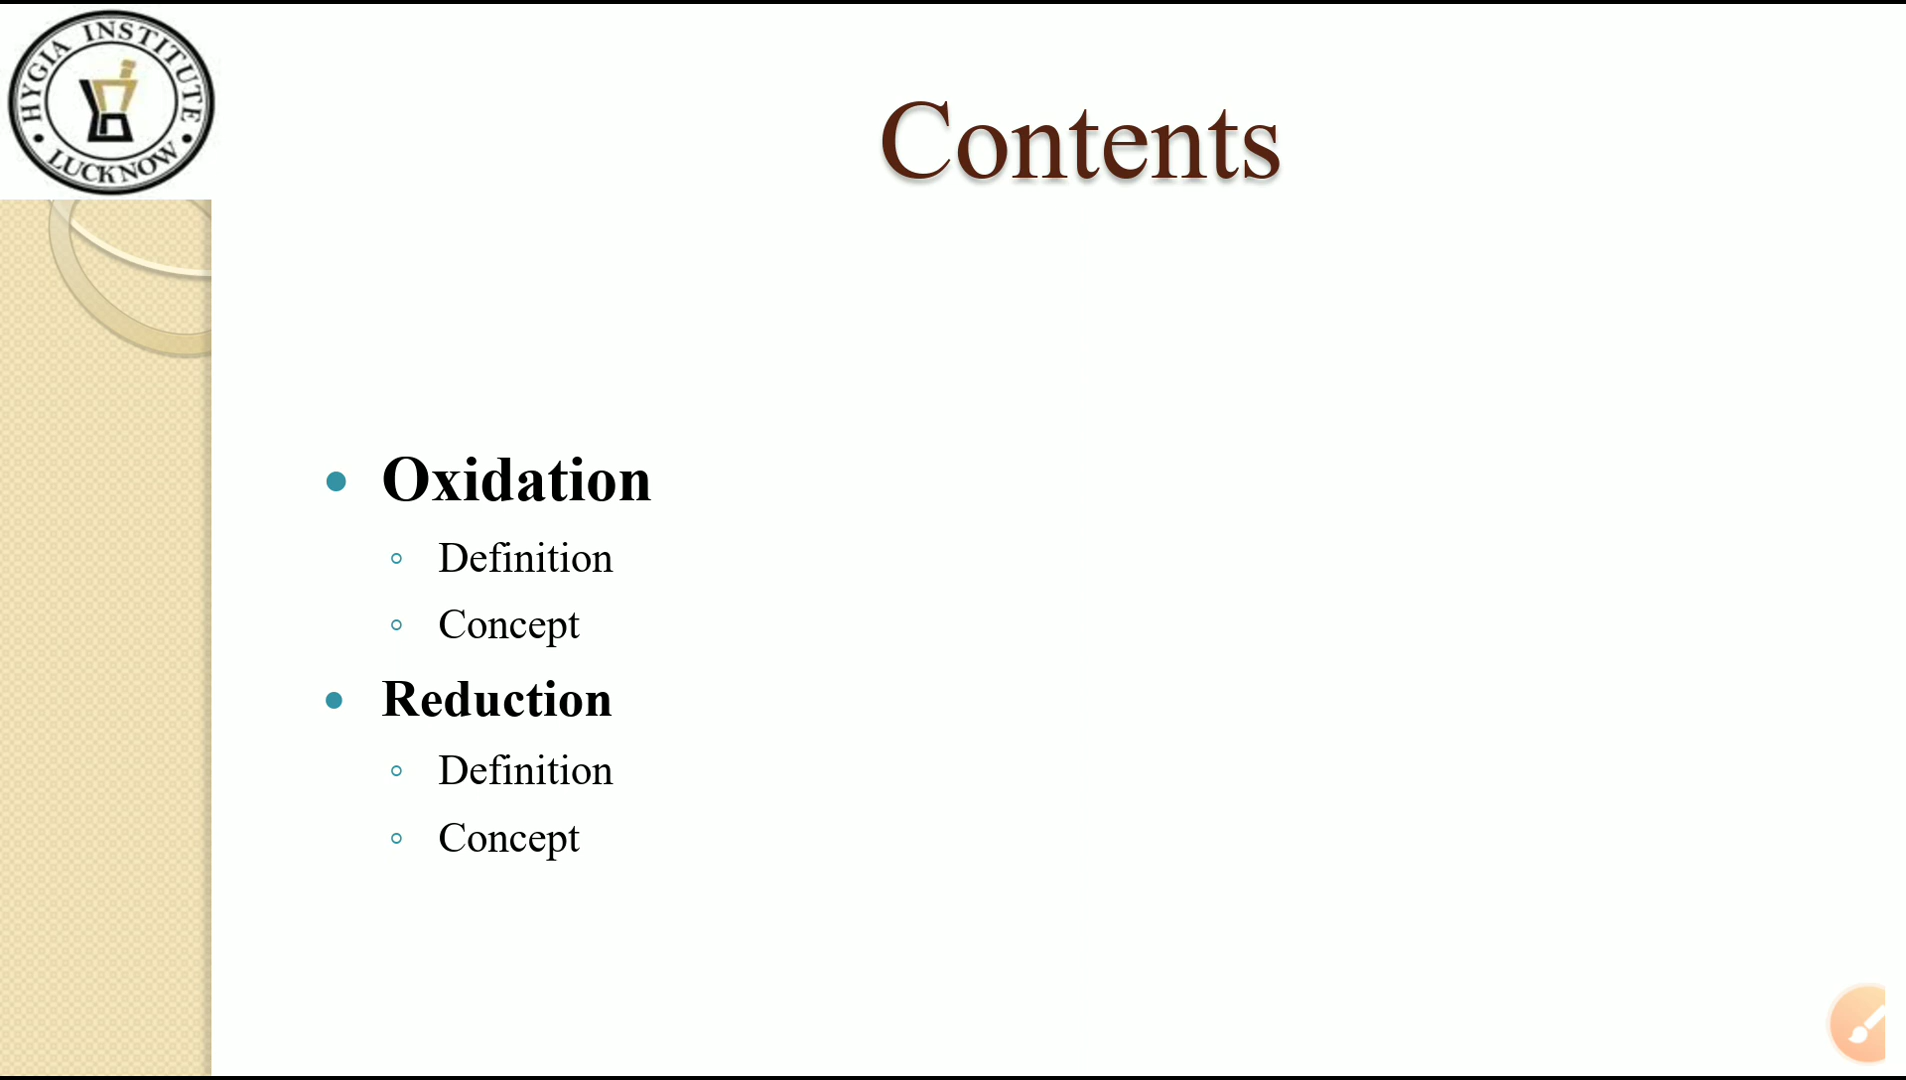 HYGIA INSTITUTE
LUCKNOW
Contents
Oxidation
Definition
Concept
Reduction
Definition
Concept